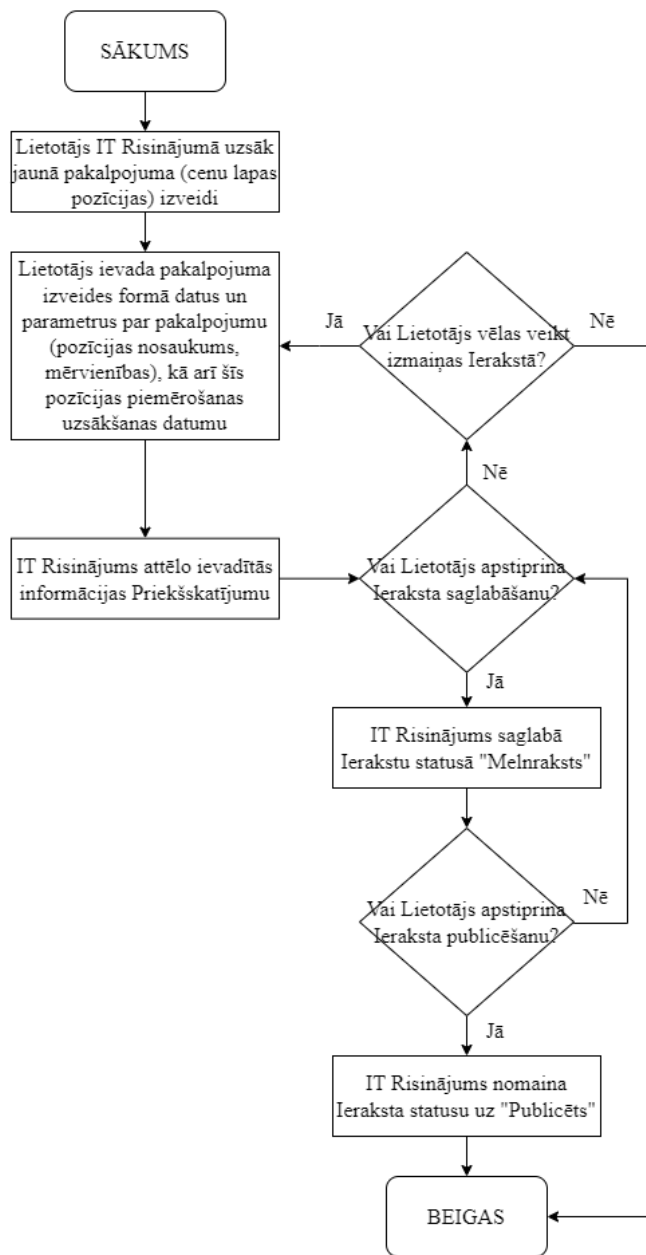 SĀKUMS
Lietotājs IT Risinājumā uzsāk
jaunā pakalpojuma (cenu lapas
pozīcijas) izveidi
Lietotājs ievada pakalpojuma
izveides formā datus un
parametrus par pakalpojumu
(pozīcijas nosaukums,
mērvienības), kā arī šīs
pozīcijas piemērošanas
uzsākšanas datumu
Jā
Vai Lietotājs vēlas veikt
izmaiņas Ierakstā?
Nē
Nē
IT Risinājums attēlo ievadītās
informācijas Priekšskatījumu
Vai Lietotājs apstiprina
Ieraksta saglabāšanu?
Jā
IT Risinājums saglabā
Ierakstu statusā "Melnraksts"
Vai Lietotājs apstiprina
Ieraksta publicēšanu?
Nē
Jā
IT Risinājums nomaina
Ieraksta statusu uz "Publicēts"
BEIGAS